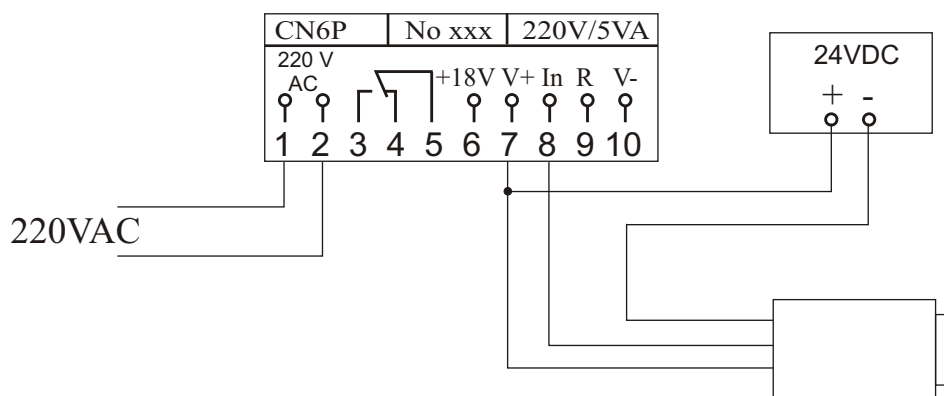 CN6P No xxx 220V/5VA
220 V
AC
+18V V+ In R V-
1 2 3 4 5 6 7 8 9 10
24VDC
+ -
220VAC